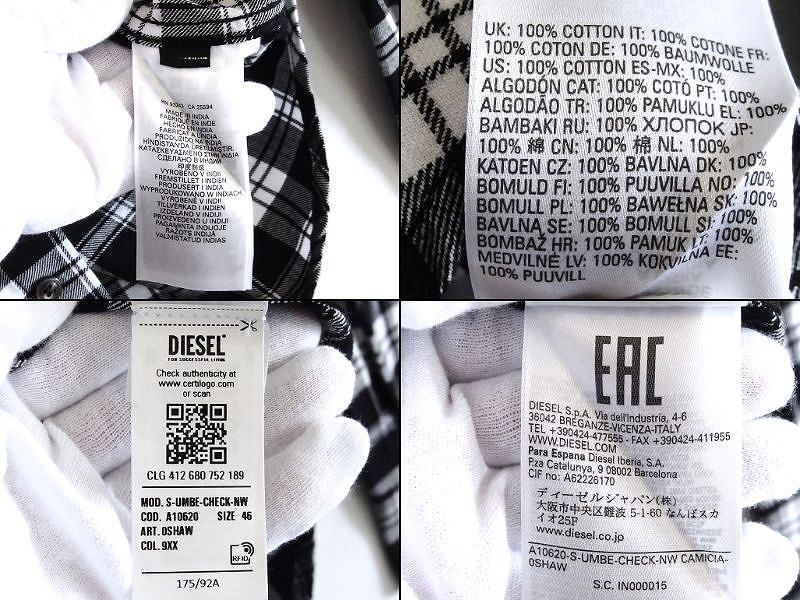 RN 93243 CA 25594
MADE IN INDIA
FABRIQUÉ EN INDE
HECHO EN INDIA
FABRICAT A INDIA
PRODUZIDO NA ÍNDIA
HINDISTAN'DA ÜRETILMIŞTIR.
ΚΑΤΑΣΚΕΥΑΣΜΕΝΟ ΣΤΗΝ ΙΝΔΙΑ
СДЕЛАНО В ИНДИИ
印度制造
VYROBENO V INDII
FREMSTILLET I INDIEN
PRODUSERT I INDIA
WYPRODUKOWANO W INDIACH
VYROBENÉ V INDII
TILLVERKAD I INDIEN
IZDELANO V INDIJI
PROIZVEDENO U INDIJI
PAGAMINTA INDIJOJE
RAŽOTS INDIJĀ
VALMISTATUD INDIAS
UK: 100% COTTON IT: 100% COTONE FR:
100% COTON DE: 100% BAUMWOLLE
US: 100% COTTON ES-MX: 100%
ALGODÓN CAT: 100% COTÓ PT: 100%
ALGODÃO TR: 100% PAMUKLU EL: 100%
BAMBAKI RU: 100% ХЛОПОК JP:
100% 綿 CN: 100% 棉 NL: 100%
KATOEN CZ: 100% BAVLNA DK: 100%
BOMULD FI: 100% PUUVILLA NO: 100%
BOMULL PL: 100% BAWEŁNA SK: 100%
BAVLNA SE: 100% BOMULL SI: 100%
BOMBAŽ HR: 100% PAMUK LT: 100%
MEDVILNÉ LV: 100% KOKVILNA EE:
100% PUUVILL
DIESEL
FOR SUCCESSFUL LIVING
Check authenticity at
www.certilogo.com
or scan
CLG 412 680 752 189
MOD. S-UMBE-CHECK-NW
COD. A10620 SIZE 46
ART. 0SHAW
COL. 9XX
RFID
175/92A
EAC
DIESEL S.p.A. Via dell'Industria, 4-6
36042 BREGANZE-VICENZA-ITALY
TEL +390424-477555 - FAX +390424-411955
WWW.DIESEL.COM
Para Espana Diesel Iberia, S.A.
P.za Catalunya, 9 08002 Barcelona
CIF no: A62226170
ディーゼルジャパン(株)
大阪市中央区難波 5-1-60 なんばスカ
イオ25F
www.diesel.co.jp
A10620-S-UMBE-CHECK-NW CAMICIA-
0SHAW
S.C. IN000015